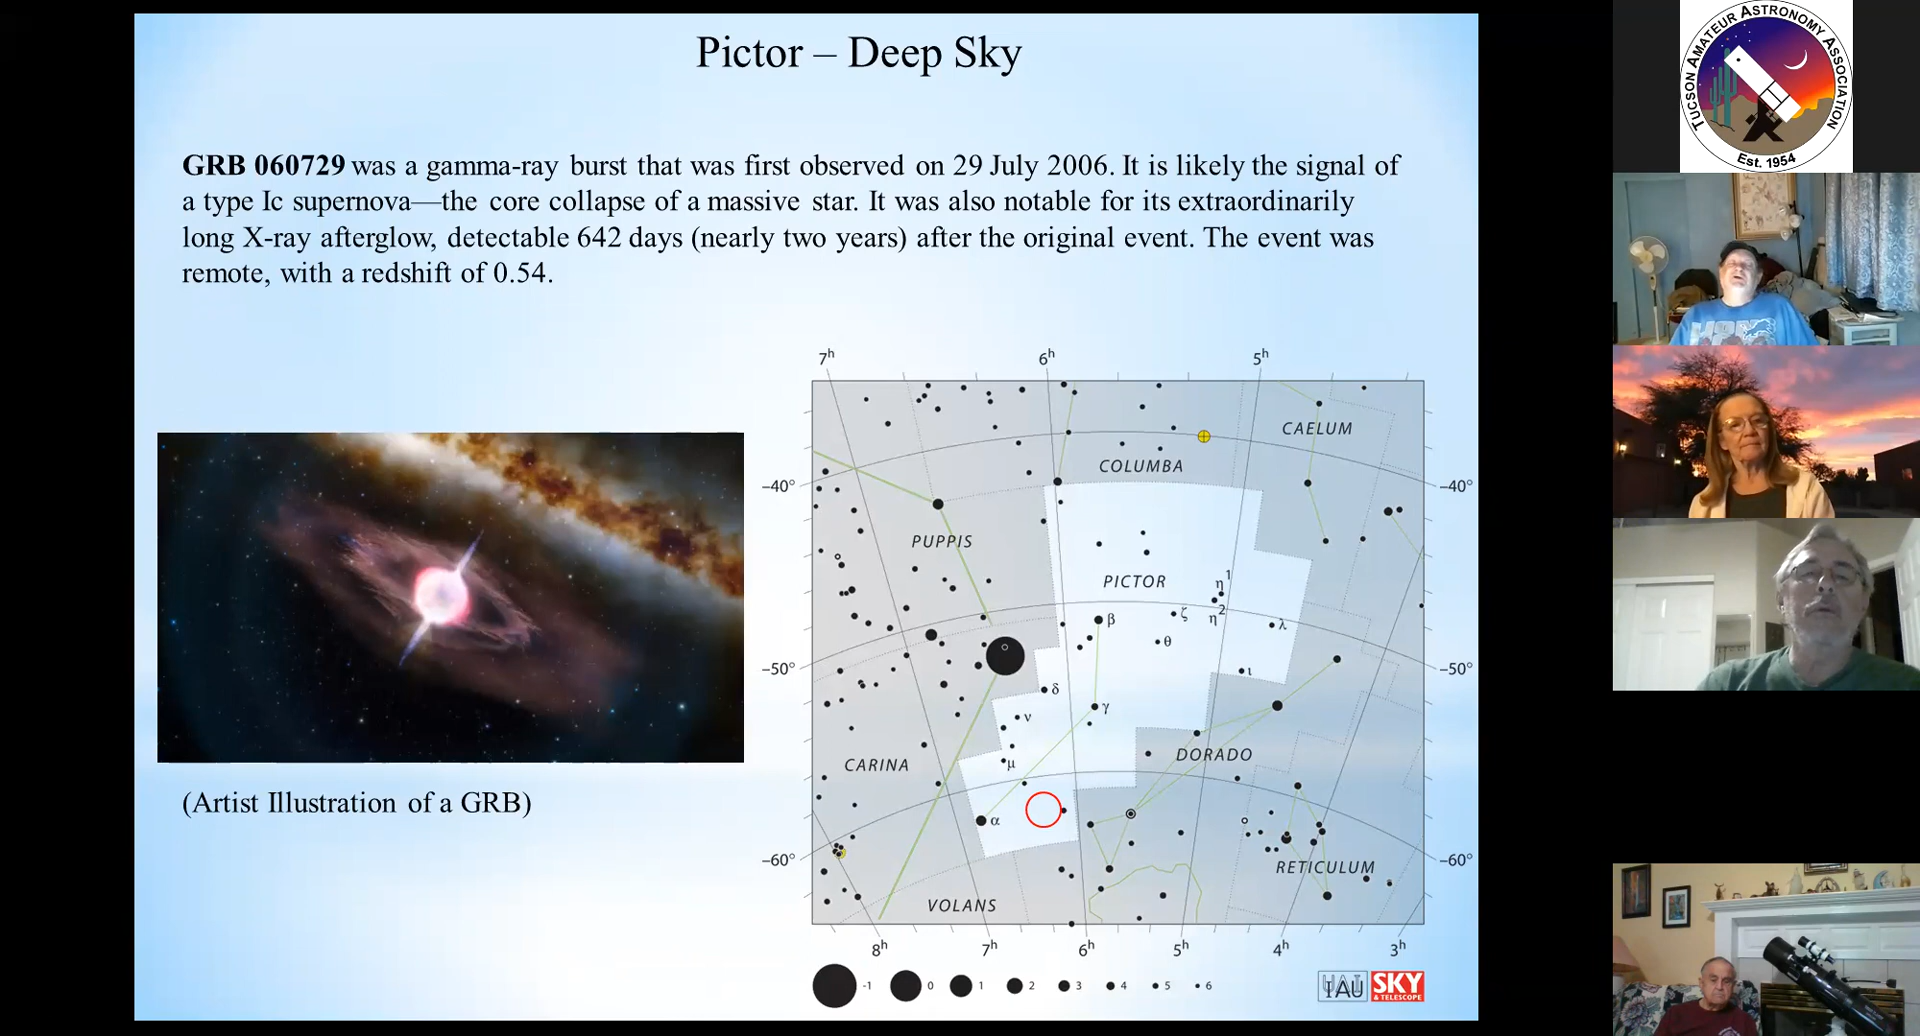 Pictor – Deep Sky
GRB 060729 was a gamma-ray burst that was first observed on 29 July 2006. It is likely the signal of
a type Ic supernova—the core collapse of a massive star. It was also notable for its extraordinarily
long X-ray afterglow, detectable 642 days (nearly two years) after the original event. The event was
remote, with a redshift of 0.54.
(Artist Illustration of a GRB)
7h 6h 5h
CAELUM
COLUMBA
–40° –40°
PUPPIS
PICTOR
η1
η2
β ζ λ
θ
–50° –50°
ι
δ
γ
ν
DORADO
CARINA
μ
α
–60° –60°
RETICULUM
VOLANS
8h 7h 6h 5h 4h 3h
-1 0 1 2 3 4 5 6
IAU
SKY
& TELESCOPE
TUCSON AMATEUR ASTRONOMY ASSOCIATION
Est. 1954